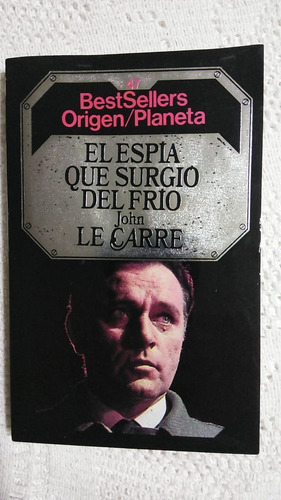 47
BestSellers
Origen/Planeta
EL ESPIA
QUE SURGIO
DEL FRIO
John
LE CARRE